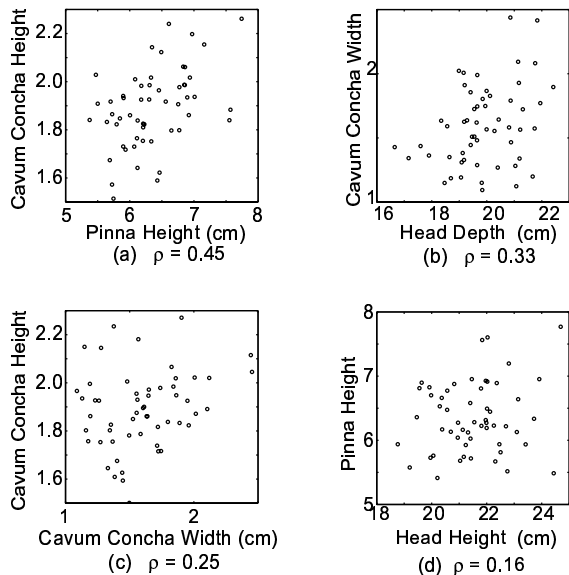 Cavum Concha Height
2.2
2.0
1.8
1.6
5 6 7 8
Pinna Height (cm)
(a) ρ = 0.45
Cavum Concha Width
2
1
16 18 20 22
Head Depth (cm)
(b) ρ = 0.33
Cavum Concha Height
2.2
2.0
1.8
1.6
1 2
Cavum Concha Width (cm)
(c) ρ = 0.25
Pinna Height
8
7
6
5
18 20 22 24
Head Height (cm)
(d) ρ = 0.16